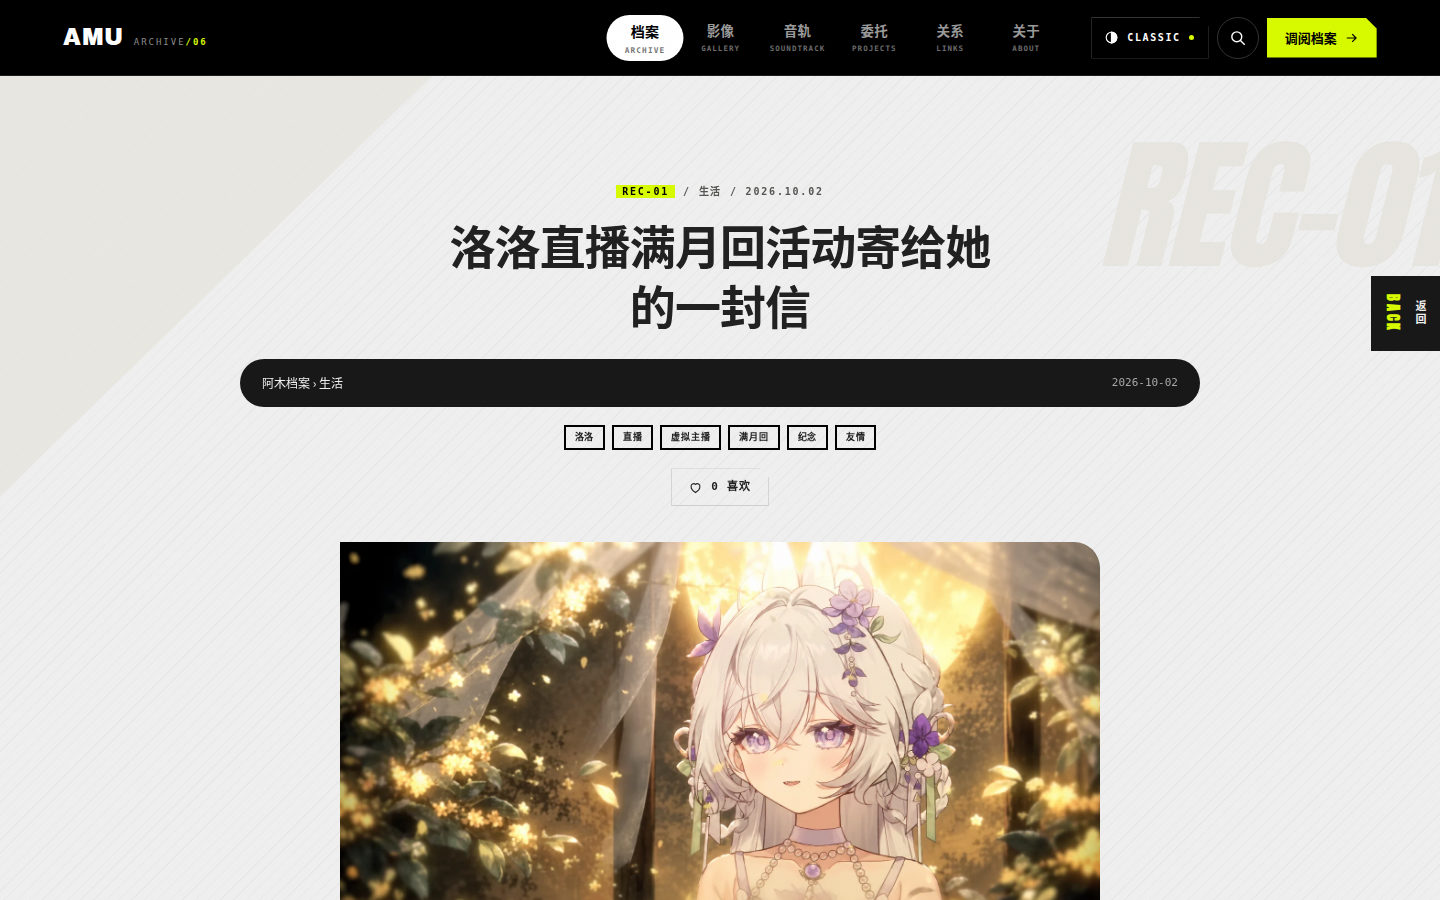 AMU ARCHIVE/06
档案
ARCHIVE
影像
GALLERY
音轨
SOUNDTRACK
委托
PROJECTS
关系
LINKS
关于
ABOUT
CLASSIC
调阅档案 →
REC-01
REC-01 / 生活 / 2026.10.02
洛洛直播满月回活动寄给她
的一封信
BACK
返回
阿木档案 › 生活
2026-10-02
洛洛
直播
虚拟主播
满月回
纪念
友情
0 喜欢